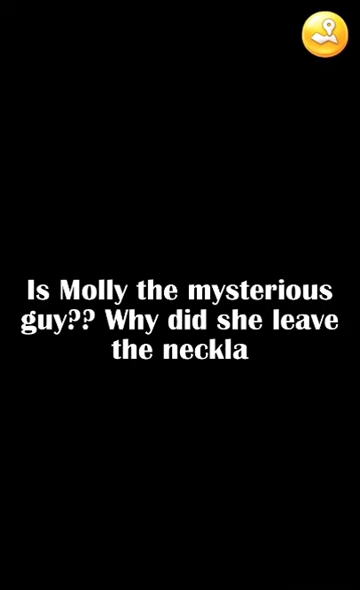 Is Molly the mysterious
guy?? Why did she leave
the neckla